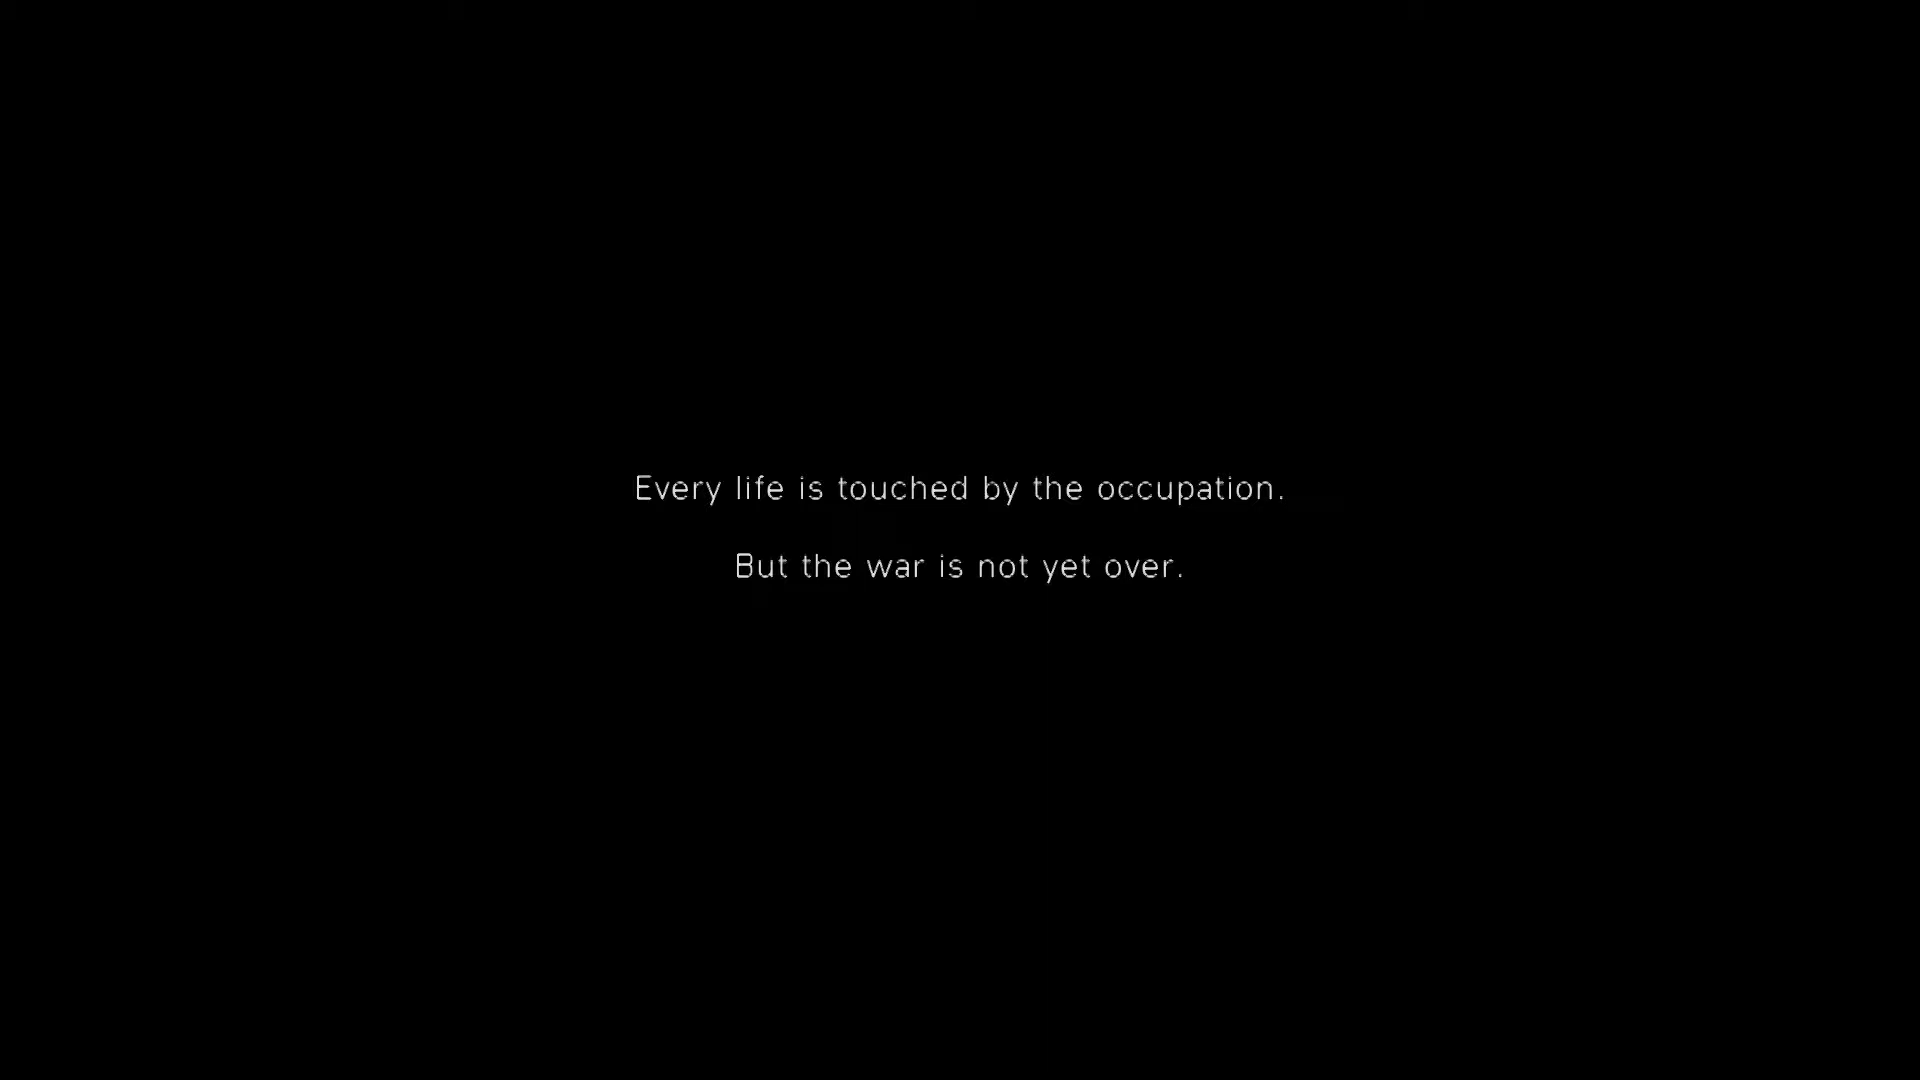 Every life is touched by the occupation.
But the war is not yet over.